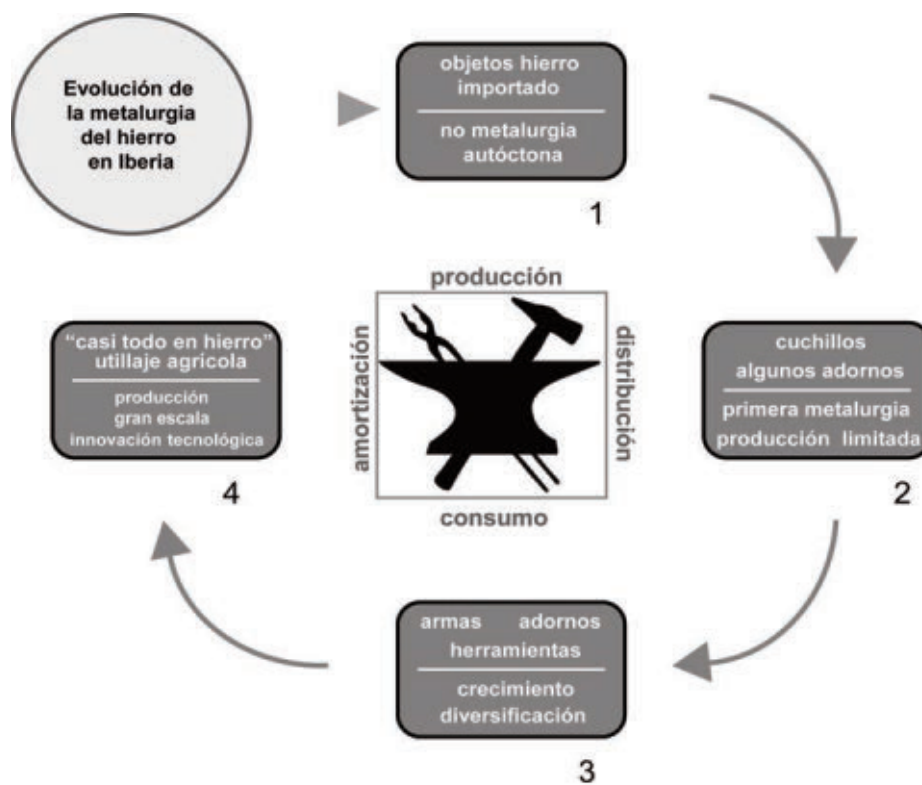 Evolución de
la metalurgia
del hierro
en Iberia
objetos hierro
importado
no metalurgia
autóctona
1
cuchillos
algunos adornos
primera metalurgia
producción limitada
2
armas adornos
herramientas
crecimiento
diversificación
3
“casi todo en hierro”
utillaje agrícola
producción
gran escala
innovación tecnológica
4
producción
distribución
consumo
amortización